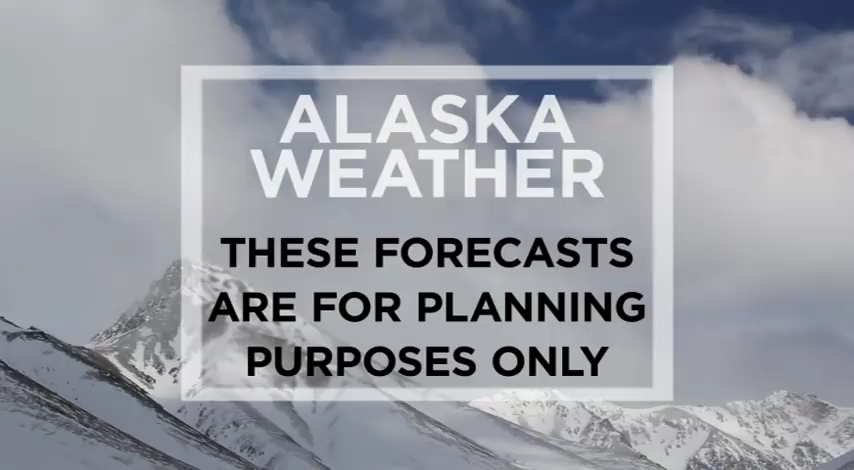 ALASKA
WEATHER
THESE FORECASTS
ARE FOR PLANNING
PURPOSES ONLY